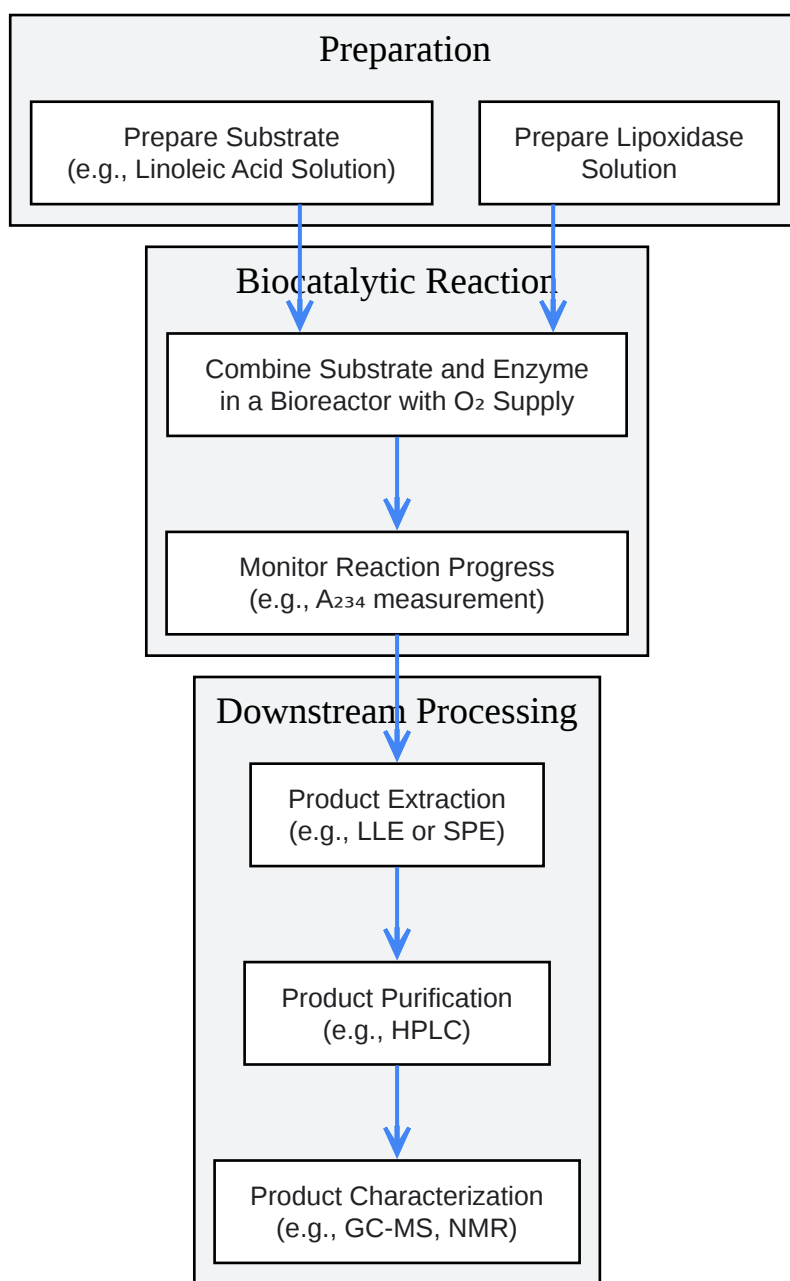 Preparation
Prepare Substrate
(e.g., Linoleic Acid Solution)
Prepare Lipoxidase
Solution
Biocatalytic Reaction
Combine Substrate and Enzyme
in a Bioreactor with O₂ Supply
Monitor Reaction Progress
(e.g., A₂₃₄ measurement)
Downstream Processing
Product Extraction
(e.g., LLE or SPE)
Product Purification
(e.g., HPLC)
Product Characterization
(e.g., GC-MS, NMR)